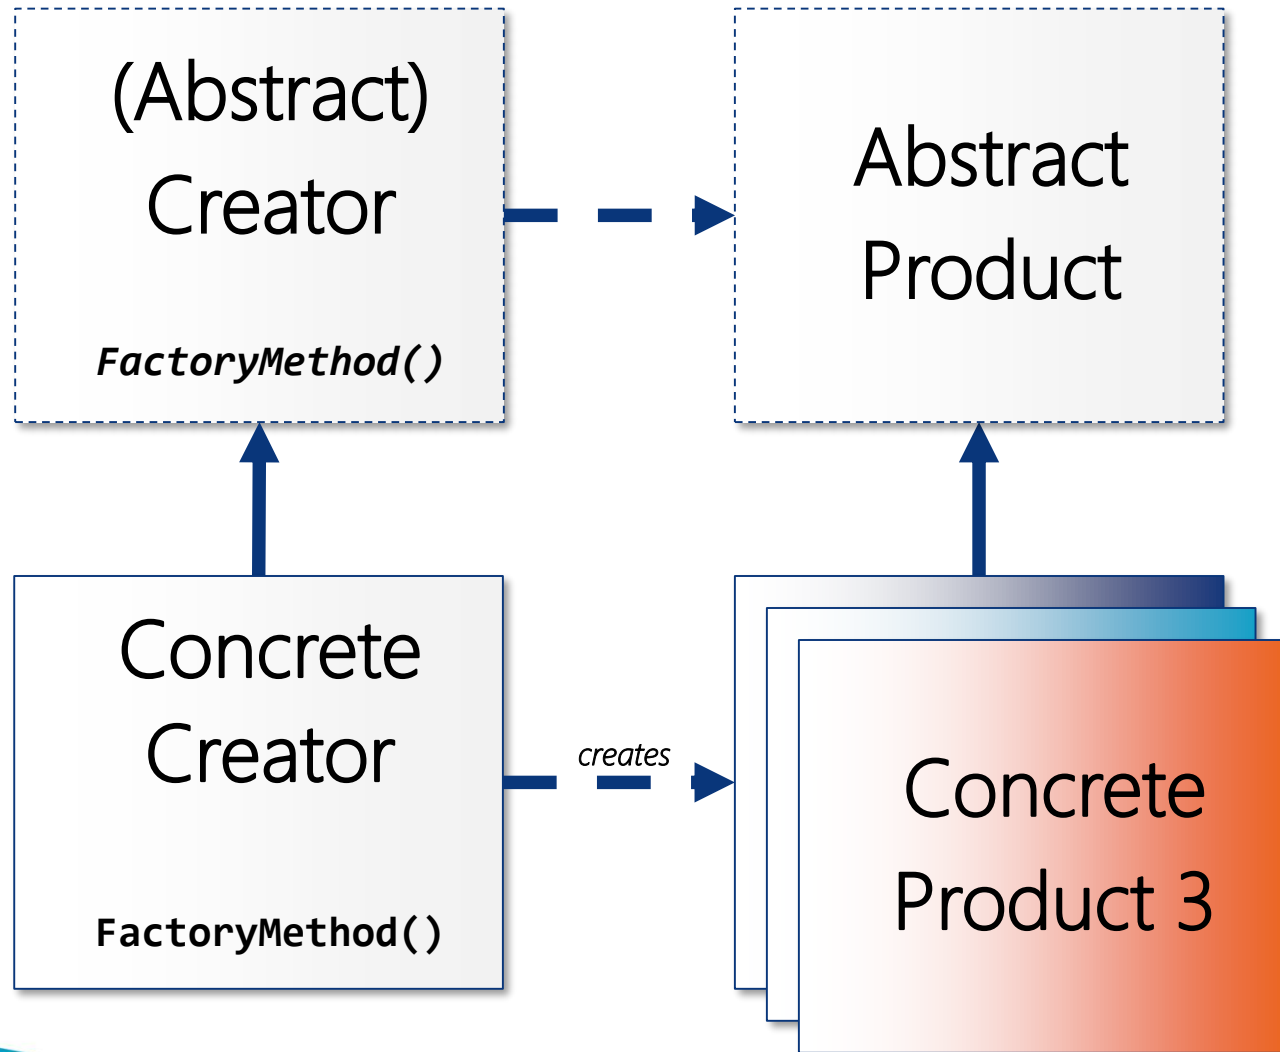 (Abstract)
Creator
FactoryMethod()
Abstract
Product
Concrete
Creator
FactoryMethod()
creates
Concrete
Product 3